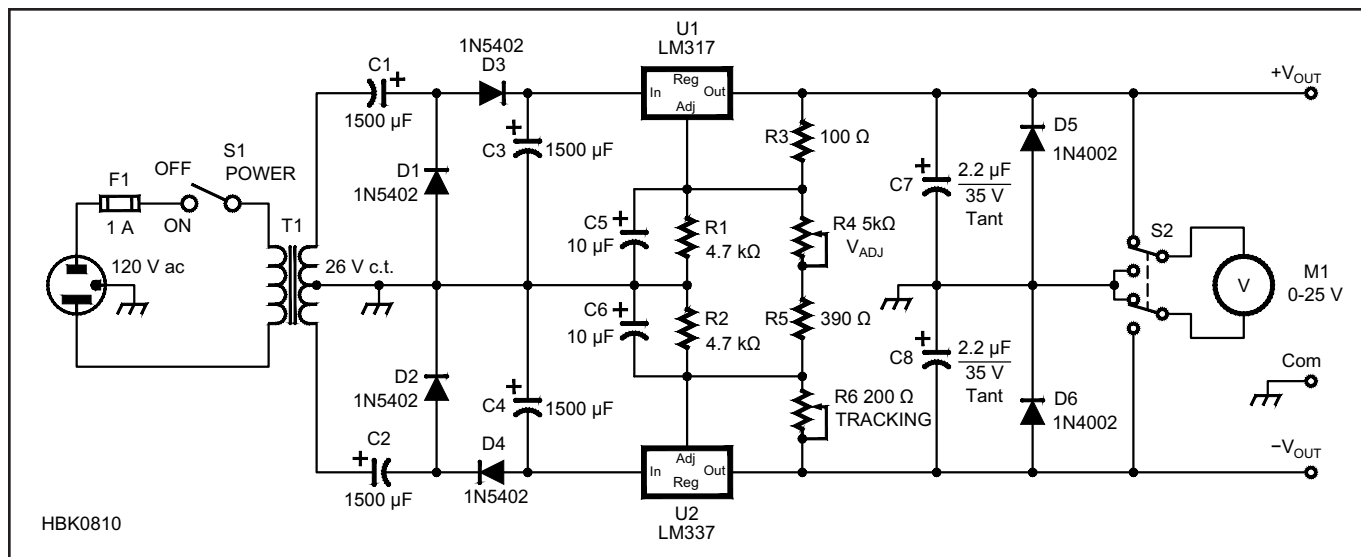 U1
LM317
1N5402
D3
C1
+
1500 µF
Reg
In
Out
Adj
+VOUT
+
C3
1500 µF
R3
100 Ω
D5
1N4002
S1
POWER
OFF
ON
F1
1 A
D1
1N5402
+
C7
2.2 µF
35 V
Tant
T1
+
C5
10 µF
R1
4.7 kΩ
R4 5kΩ
VADJ
S2
120 V ac
26 V c.t.
V
M1
0-25 V
+
C6
10 µF
R2
4.7 kΩ
R5
390 Ω
+
C8
2.2 µF
35 V
Tant
Com
D2
1N5402
+
C4
1500 µF
R6 200 Ω
TRACKING
D6
1N4002
C2
+
1500 µF
D4
1N5402
Adj
In
Out
Reg
−VOUT
U2
LM337
HBK0810